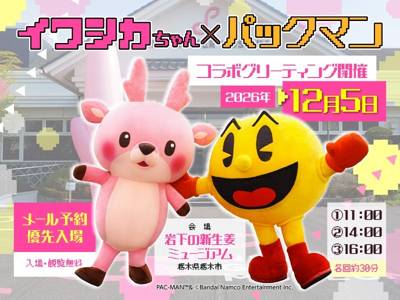 イワシカちゃん×パックマン
コラボグリーティング開催
2026年
12月5日
メール予約
優先入場
入場・観覧無料
会場
岩下の新生姜
ミュージアム
栃木県栃木市
①11:00
②14:00
③16:00
各回約30分
PAC-MAN™& ©Bandai Namco Entertainment Inc.